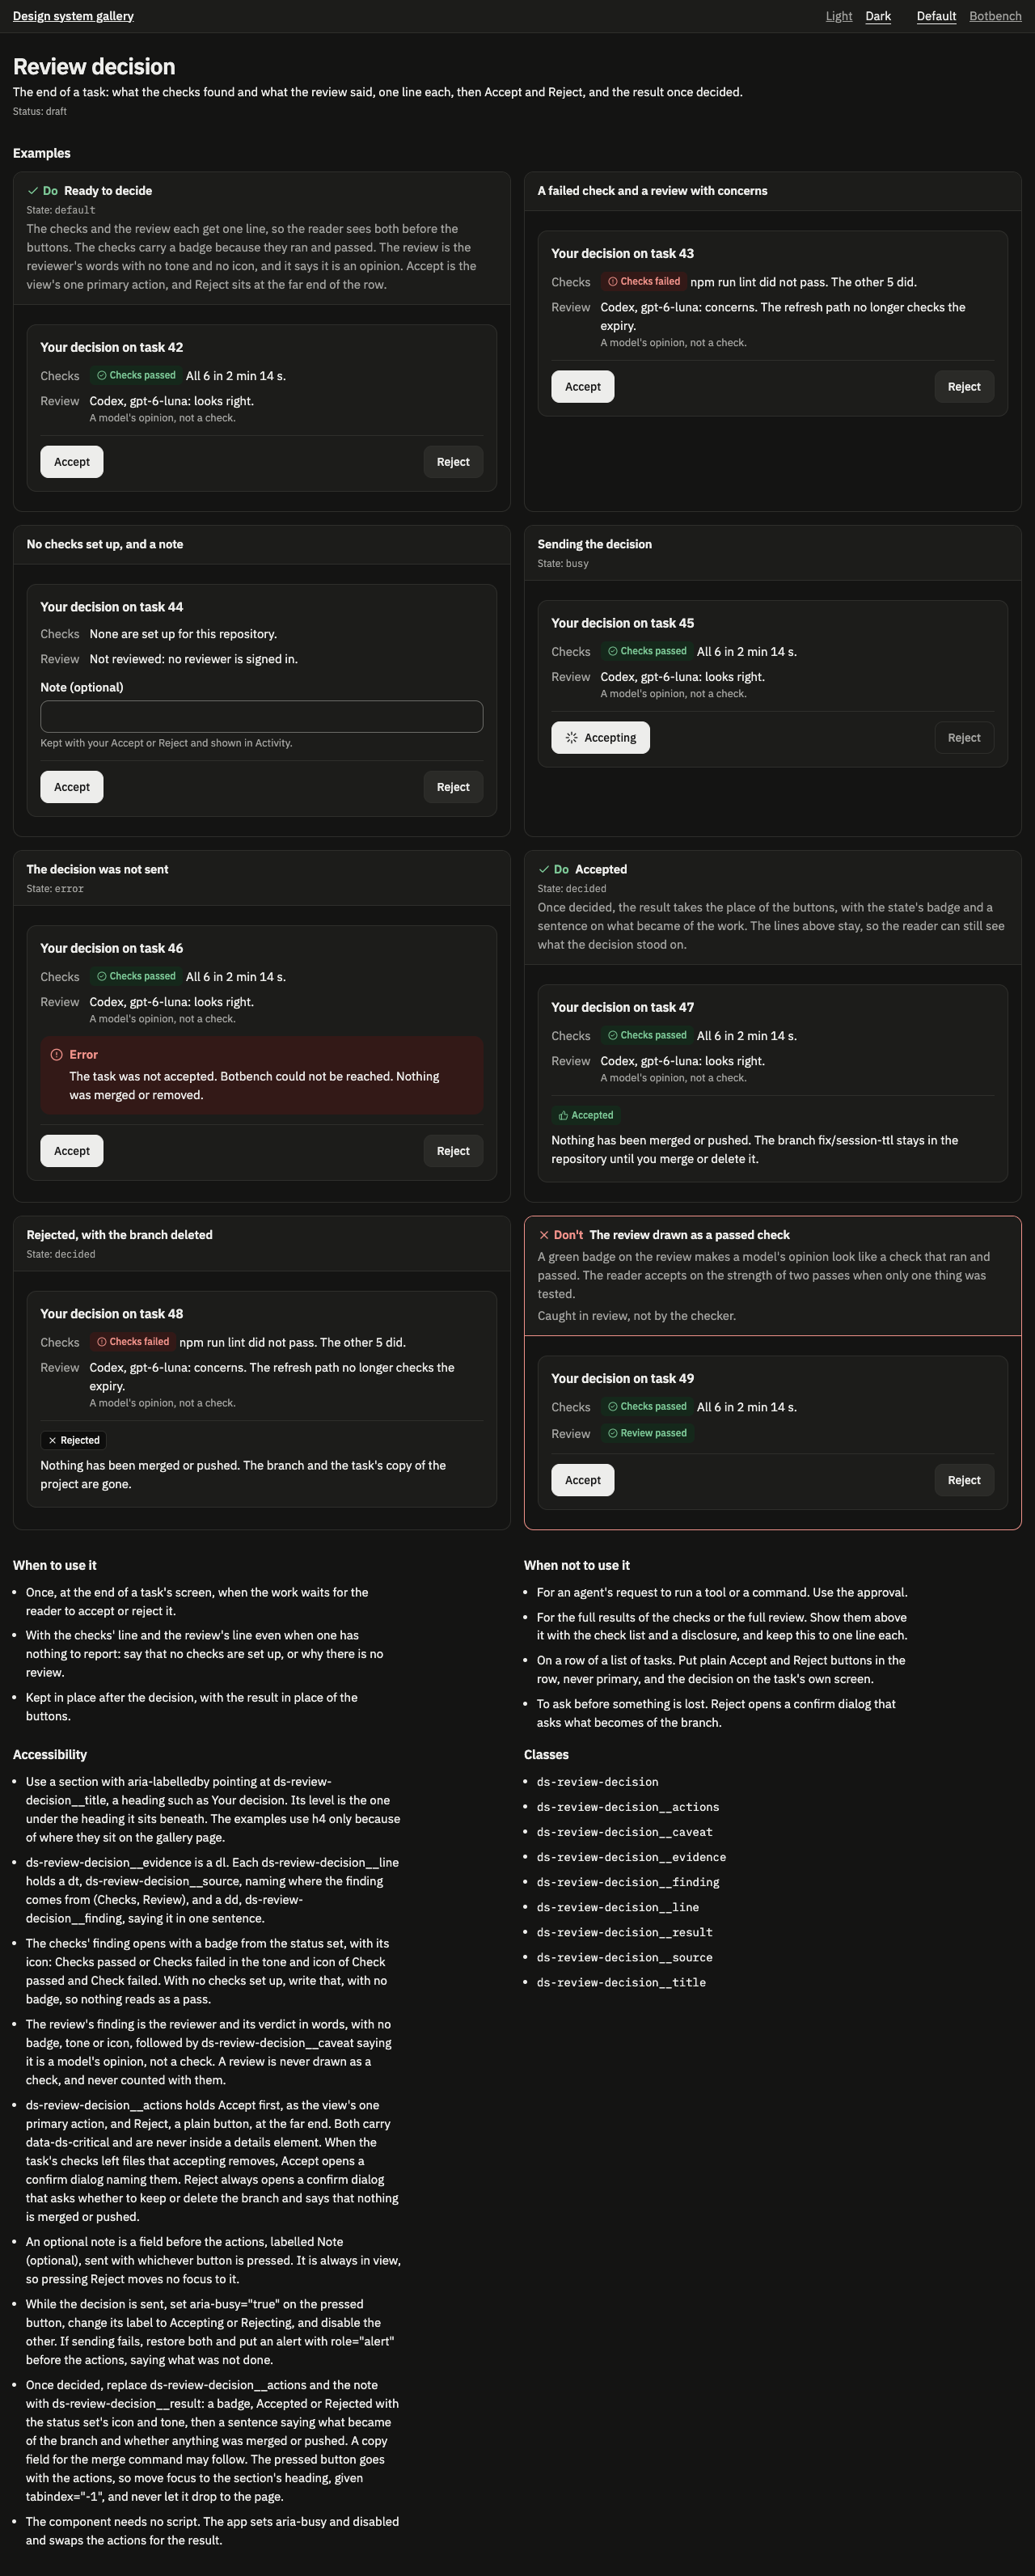 Design system gallery
Light Dark Default Botbench
Review decision
The end of a task: what the checks found and what the review said, one line each, then Accept and Reject, and the result once decided.
Status: draft
Examples
Do Ready to decide
State: default
The checks and the review each get one line, so the reader sees both before the
buttons. The checks carry a badge because they ran and passed. The review is the
reviewer's words with no tone and no icon, and it says it is an opinion. Accept is the
view's one primary action, and Reject sits at the far end of the row.
Your decision on task 42
Checks Checks passed All 6 in 2 min 14 s.
Review Codex, gpt-6-luna: looks right.
A model's opinion, not a check.
Accept Reject
A failed check and a review with concerns
Your decision on task 43
Checks Checks failed npm run lint did not pass. The other 5 did.
Review Codex, gpt-6-luna: concerns. The refresh path no longer checks the
expiry.
A model's opinion, not a check.
Accept Reject
No checks set up, and a note
Your decision on task 44
Checks None are set up for this repository.
Review Not reviewed: no reviewer is signed in.
Note (optional)
Kept with your Accept or Reject and shown in Activity.
Accept Reject
Sending the decision
State: busy
Your decision on task 45
Checks Checks passed All 6 in 2 min 14 s.
Review Codex, gpt-6-luna: looks right.
A model's opinion, not a check.
Accepting Reject
The decision was not sent
State: error
Your decision on task 46
Checks Checks passed All 6 in 2 min 14 s.
Review Codex, gpt-6-luna: looks right.
A model's opinion, not a check.
Error
The task was not accepted. Botbench could not be reached. Nothing
was merged or removed.
Accept Reject
Do Accepted
State: decided
Once decided, the result takes the place of the buttons, with the state's badge and a
sentence on what became of the work. The lines above stay, so the reader can still see
what the decision stood on.
Your decision on task 47
Checks Checks passed All 6 in 2 min 14 s.
Review Codex, gpt-6-luna: looks right.
A model's opinion, not a check.
Accepted
Nothing has been merged or pushed. The branch fix/session-ttl stays in the
repository until you merge or delete it.
Rejected, with the branch deleted
State: decided
Your decision on task 48
Checks Checks failed npm run lint did not pass. The other 5 did.
Review Codex, gpt-6-luna: concerns. The refresh path no longer checks the
expiry.
A model's opinion, not a check.
Rejected
Nothing has been merged or pushed. The branch and the task's copy of the
project are gone.
Don't The review drawn as a passed check
A green badge on the review makes a model's opinion look like a check that ran and
passed. The reader accepts on the strength of two passes when only one thing was
tested.
Caught in review, not by the checker.
Your decision on task 49
Checks Checks passed All 6 in 2 min 14 s.
Review Review passed
Accept Reject
When to use it
Once, at the end of a task's screen, when the work waits for the
reader to accept or reject it.
With the checks' line and the review's line even when one has
nothing to report: say that no checks are set up, or why there is no
review.
Kept in place after the decision, with the result in place of the
buttons.
When not to use it
For an agent's request to run a tool or a command. Use the approval.
For the full results of the checks or the full review. Show them above
it with the check list and a disclosure, and keep this to one line each.
On a row of a list of tasks. Put plain Accept and Reject buttons in the
row, never primary, and the decision on the task's own screen.
To ask before something is lost. Reject opens a confirm dialog that
asks what becomes of the branch.
Accessibility
Use a section with aria-labelledby pointing at ds-review-
decision__title, a heading such as Your decision. Its level is the one
under the heading it sits beneath. The examples use h4 only because
of where they sit on the gallery page.
ds-review-decision__evidence is a dl. Each ds-review-decision__line
holds a dt, ds-review-decision__source, naming where the finding
comes from (Checks, Review), and a dd, ds-review-
decision__finding, saying it in one sentence.
The checks' finding opens with a badge from the status set, with its
icon: Checks passed or Checks failed in the tone and icon of Check
passed and Check failed. With no checks set up, write that, with no
badge, so nothing reads as a pass.
The review's finding is the reviewer and its verdict in words, with no
badge, tone or icon, followed by ds-review-decision__caveat saying
it is a model's opinion, not a check. A review is never drawn as a
check, and never counted with them.
ds-review-decision__actions holds Accept first, as the view's one
primary action, and Reject, a plain button, at the far end. Both carry
data-ds-critical and are never inside a details element. When the
task's checks left files that accepting removes, Accept opens a
confirm dialog naming them. Reject always opens a confirm dialog
that asks whether to keep or delete the branch and says that nothing
is merged or pushed.
An optional note is a field before the actions, labelled Note
(optional), sent with whichever button is pressed. It is always in view,
so pressing Reject moves no focus to it.
While the decision is sent, set aria-busy="true" on the pressed
button, change its label to Accepting or Rejecting, and disable the
other. If sending fails, restore both and put an alert with role="alert"
before the actions, saying what was not done.
Once decided, replace ds-review-decision__actions and the note
with ds-review-decision__result: a badge, Accepted or Rejected with
the status set's icon and tone, then a sentence saying what became
of the branch and whether anything was merged or pushed. A copy
field for the merge command may follow. The pressed button goes
with the actions, so move focus to the section's heading, given
tabindex="-1", and never let it drop to the page.
The component needs no script. The app sets aria-busy and disabled
and swaps the actions for the result.
Classes
ds-review-decision
ds-review-decision__actions
ds-review-decision__caveat
ds-review-decision__evidence
ds-review-decision__finding
ds-review-decision__line
ds-review-decision__result
ds-review-decision__source
ds-review-decision__title